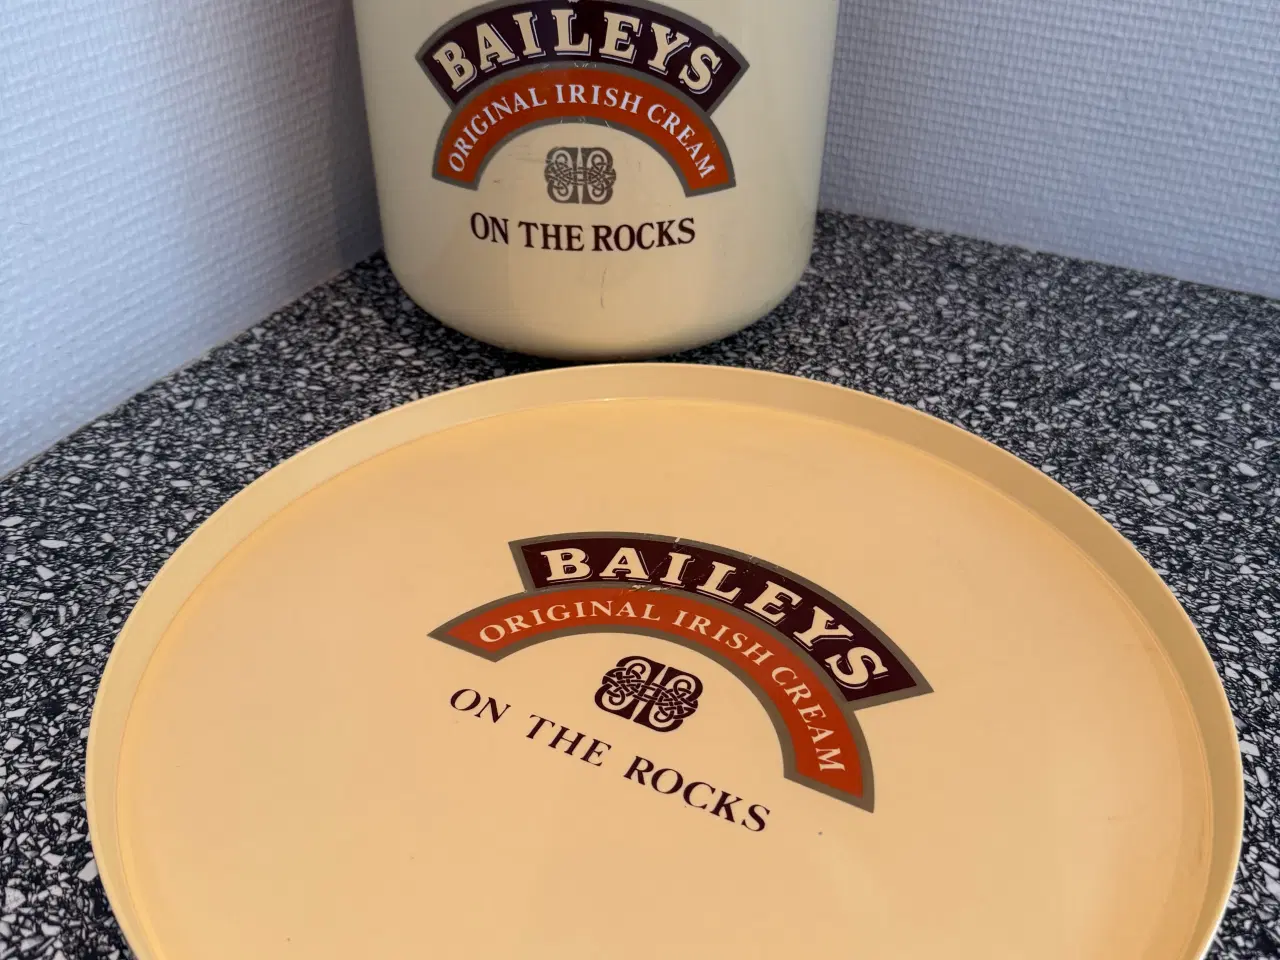 BAILEYS
ORIGINAL IRISH CREAM
ON THE ROCKS
BAILEYS
ORIGINAL IRISH CREAM
ON THE ROCKS